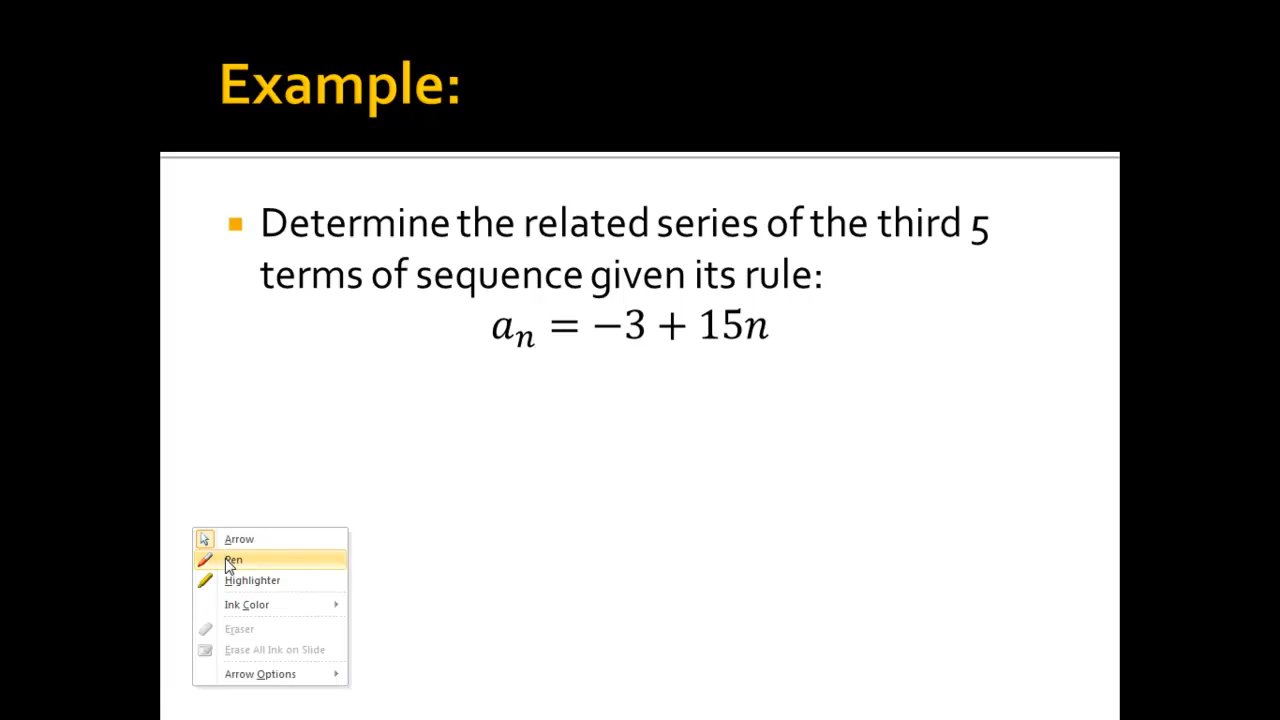 Example:
Determine the related series of the third 5
terms of sequence given its rule:
aₙ = −3 + 15n
Arrow
Pen
Highlighter
Ink Color
Eraser
Erase All Ink on Slide
Arrow Options